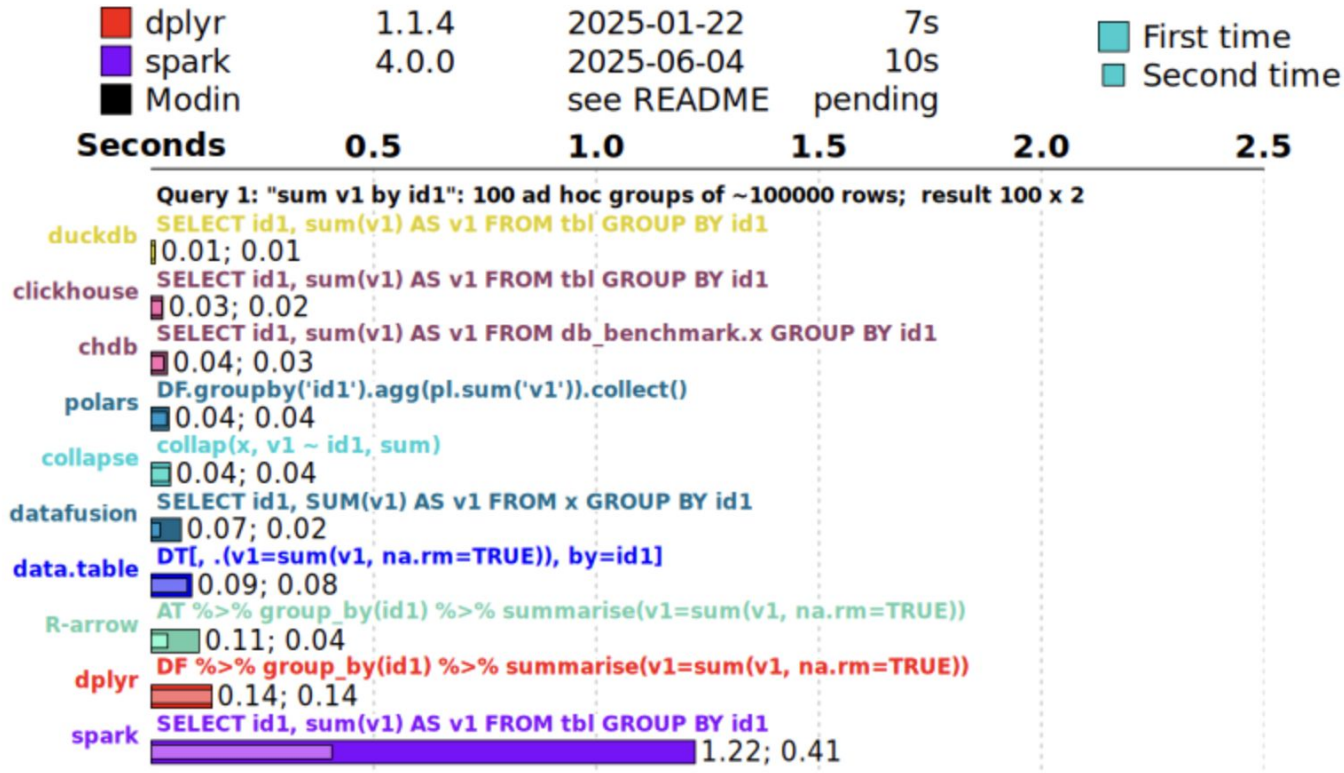 dplyr 1.1.4 2025-01-22 7s
First time
spark 4.0.0 2025-06-04 10s
Second time
Modin see README pending
Seconds 0.5 1.0 1.5 2.0 2.5
Query 1: "sum v1 by id1": 100 ad hoc groups of ~100000 rows; result 100 x 2
SELECT id1, sum(v1) AS v1 FROM tbl GROUP BY id1
duckdb 0.01; 0.01
SELECT id1, sum(v1) AS v1 FROM tbl GROUP BY id1
clickhouse 0.03; 0.02
SELECT id1, sum(v1) AS v1 FROM db_benchmark.x GROUP BY id1
chdb 0.04; 0.03
DF.groupby('id1').agg(pl.sum('v1')).collect()
polars 0.04; 0.04
collap(x, v1 ~ id1, sum)
collapse 0.04; 0.04
SELECT id1, SUM(v1) AS v1 FROM x GROUP BY id1
datafusion 0.07; 0.02
DT[, .(v1=sum(v1, na.rm=TRUE)), by=id1]
data.table 0.09; 0.08
AT %>% group_by(id1) %>% summarise(v1=sum(v1, na.rm=TRUE))
R-arrow 0.11; 0.04
DF %>% group_by(id1) %>% summarise(v1=sum(v1, na.rm=TRUE))
dplyr 0.14; 0.14
SELECT id1, sum(v1) AS v1 FROM tbl GROUP BY id1
spark 1.22; 0.41